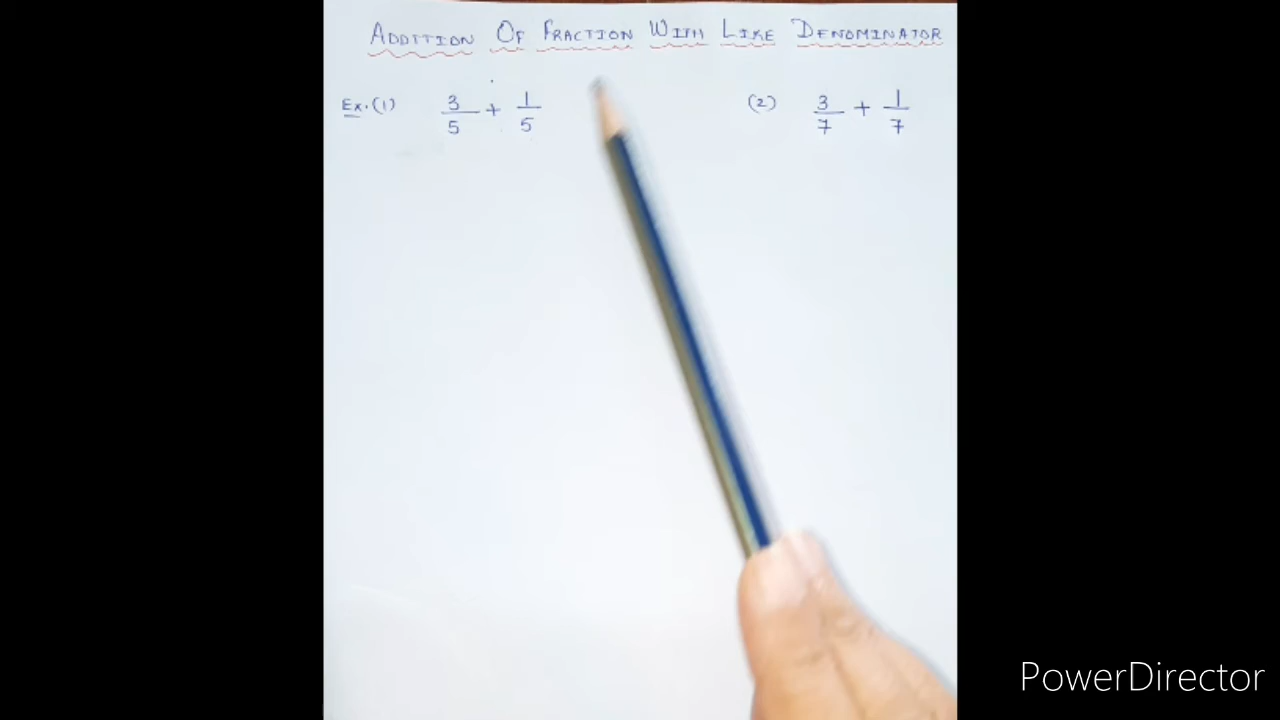 ADDITION OF FRACTION WITH LIKE DENOMINATOR
Ex. (1) 3/5 + 1/5 (2) 3/7 + 1/7
PowerDirector